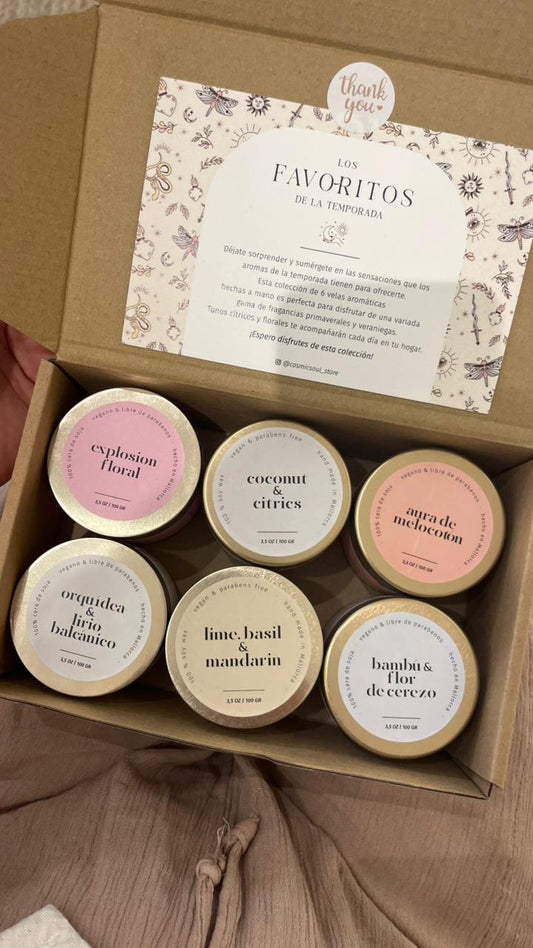 thank
you
LOS
FAVORITOS
DE LA TEMPORADA
Déjate sorprender y sumérgete en las sensaciones que los
aromas de la temporada tienen para ofrecerte.
Esta colección de 6 velas aromáticas
hechas a mano es perfecta para disfrutar de una variada
gama de fragancias primaverales y veraniegas.
Tonos cítricos y florales te acompañarán cada día en tu hogar.
¡Espero disfrutes de esta colección!
@cosmicsoul_store
100% cera de soja
vegano & libre de parabenos
hecho en Mallorca
explosion
floral
3,5 OZ | 100 GR
100 % soy wax
vegan & parabens free
hand made in Mallorca
coconut
&
citrics
3,5 OZ | 100 GR
100% cera de soja
vegano & libre de parabenos
hecho en Mallorca
aura de
melocoton
3,5 OZ | 100 GR
100% cera de soja
vegano & libre de parabenos
hecho en Mallorca
orquídea
&
lirio
balcánico
3,5 OZ | 100 GR
100 % soy wax
vegan & parabens free
hand made in Mallorca
lime, basil
&
mandarin
3,5 OZ | 100 GR
100% cera de soja
vegano & libre de parabenos
hecho en Mallorca
bambú &
flor
de cerezo
3,5 OZ | 100 GR